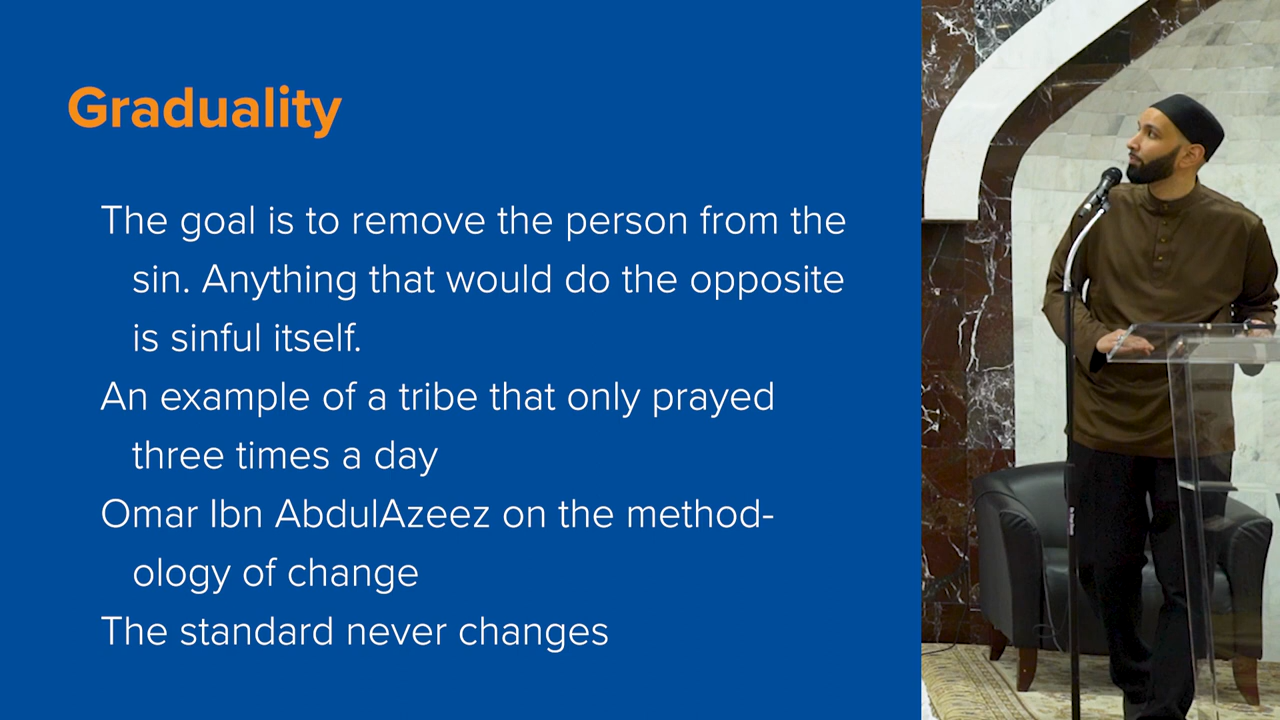 Graduality
The goal is to remove the person from the
sin. Anything that would do the opposite
is sinful itself.
An example of a tribe that only prayed
three times a day
Omar Ibn AbdulAzeez on the method-
ology of change
The standard never changes